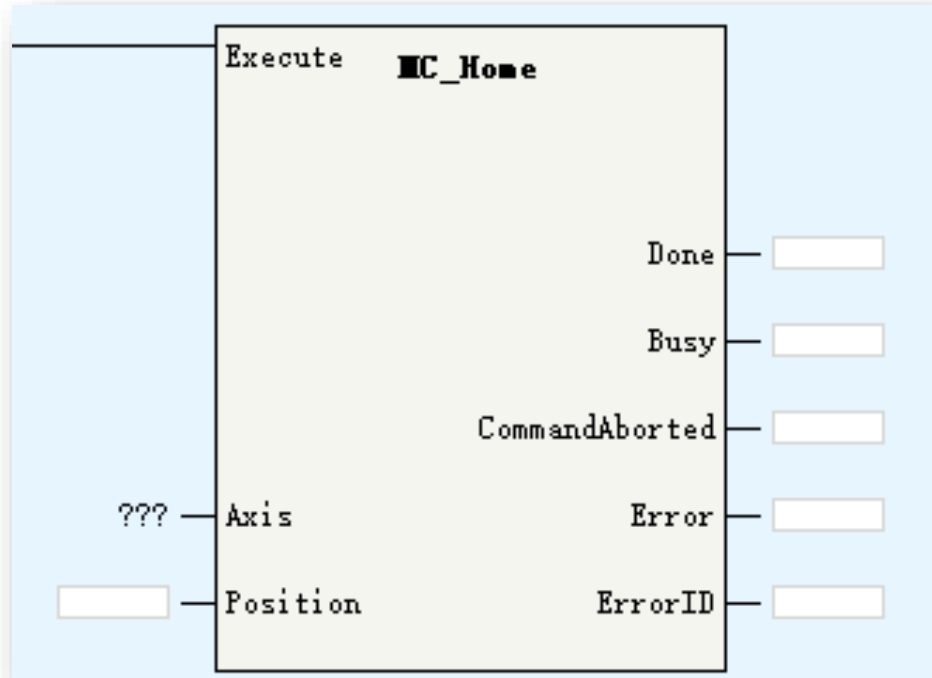 Execute
MC_Home
Done
Busy
CommandAborted
??? Axis
Error
Position
ErrorID